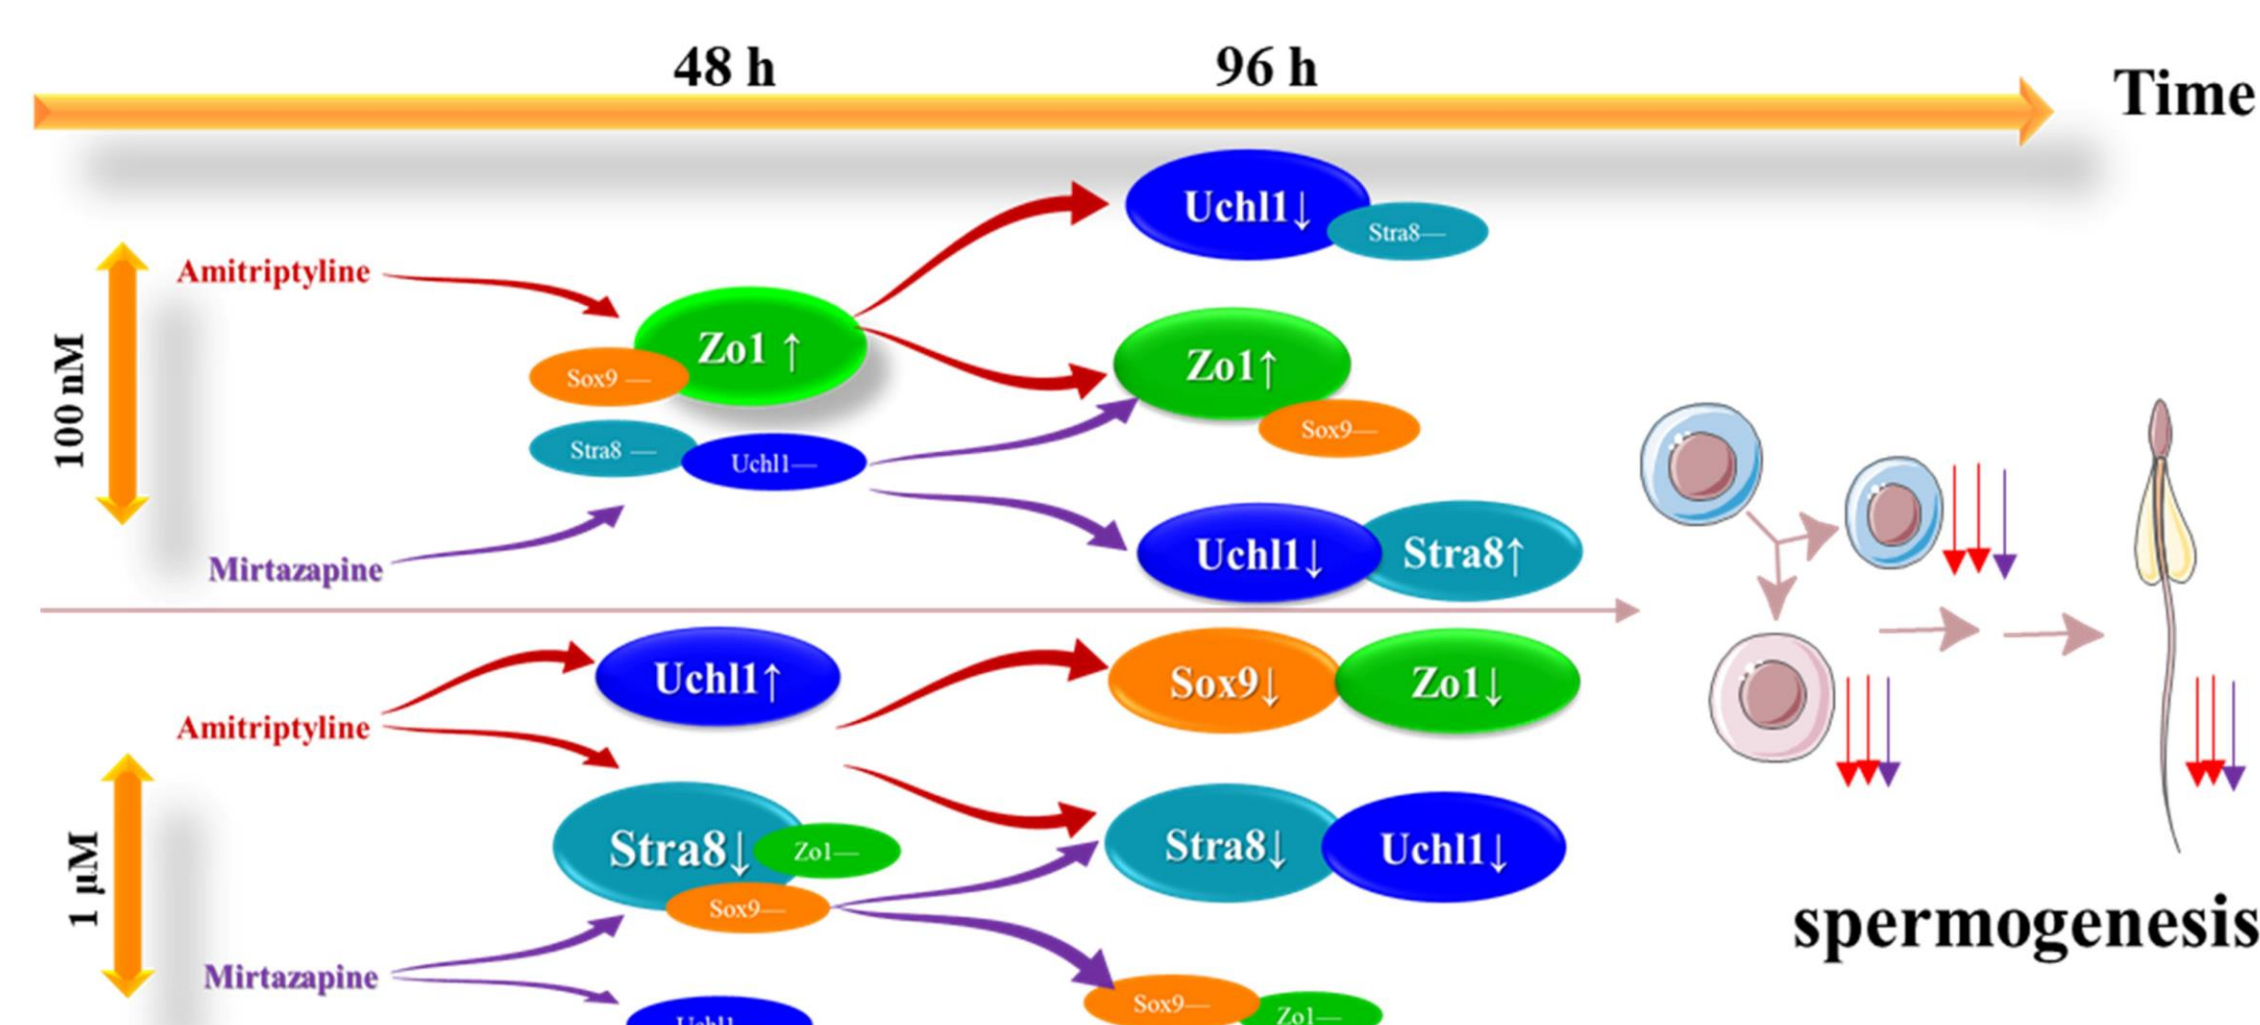 48 h
96 h
Time
Uchl1↓
Stra8—
Amitriptyline
100 nM
Zo1 ↑
Sox9 —
Zo1↑
Sox9—
Stra8 —
Uchl1—
Mirtazapine
Uchl1↓
Stra8↑
Uchl1↑
Sox9↓
Zo1↓
Amitriptyline
1 µM
Stra8↓
Zo1—
Sox9—
Stra8↓
Uchl1↓
spermogenesis
Mirtazapine
Sox9—
Zo1—
Uchl1